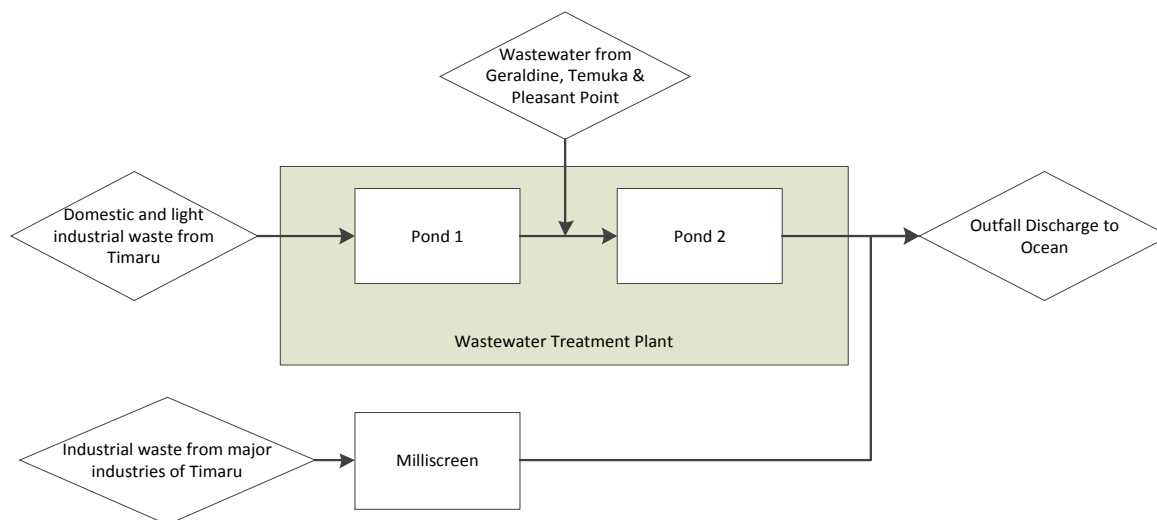 Wastewater from
Geraldine, Temuka &
Pleasant Point
Domestic and light
industrial waste from
Timaru
Pond 1
Pond 2
Outfall Discharge to
Ocean
Wastewater Treatment Plant
Industrial waste from major
industries of Timaru
Milliscreen